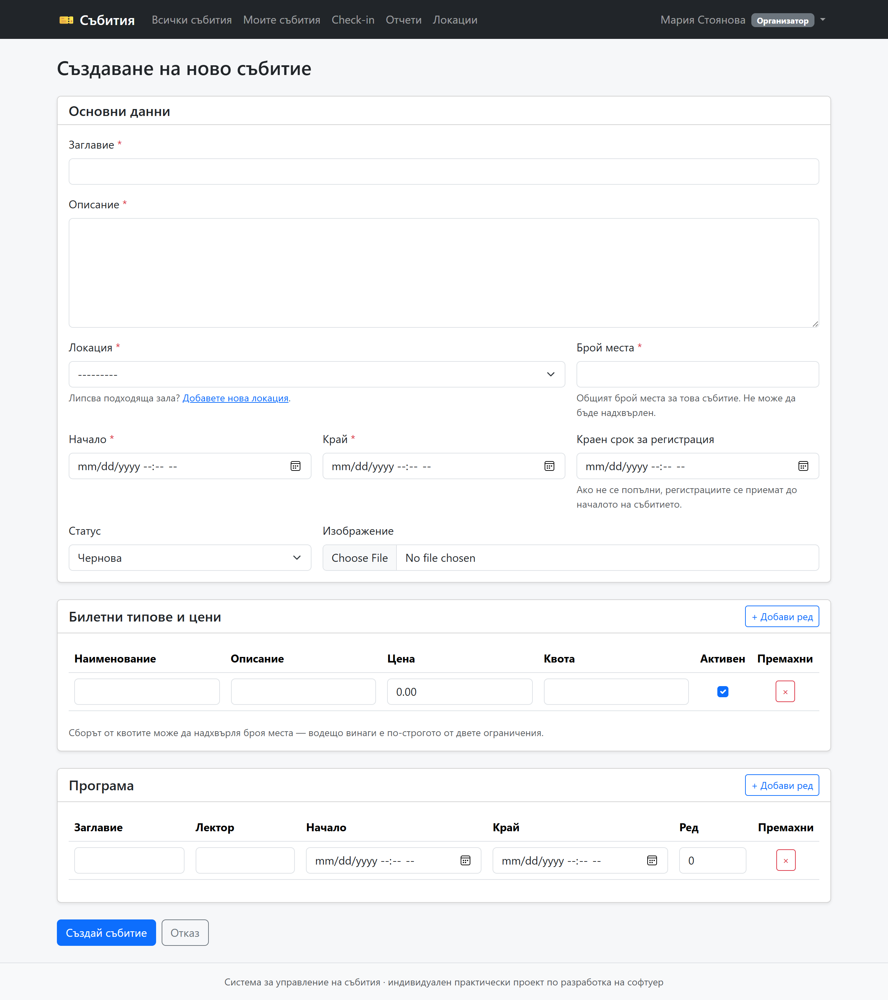 🎫 Събития Всички събития Моите събития Check-in Отчети Локации Мария Стоянова Организатор
Създаване на ново събитие
Основни данни
Заглавие *
Описание *
Локация * Брой места *
---------
Липсва подходяща зала? Добавете нова локация. Общият брой места за това събитие. Не може да
бъде надхвърлен.
Начало * Край * Краен срок за регистрация
mm/dd/yyyy --:-- -- mm/dd/yyyy --:-- -- mm/dd/yyyy --:-- --
Ако не се попълни, регистрациите се приемат до
началото на събитието.
Статус Изображение
Чернова Choose File No file chosen
Билетни типове и цени + Добави ред
Наименование Описание Цена Квота Активен Премахни
0.00 ×
Сборът от квотите може да надхвърля броя места — водещо винаги е по-строгото от двете ограничения.
Програма + Добави ред
Заглавие Лектор Начало Край Ред Премахни
mm/dd/yyyy --:-- -- mm/dd/yyyy --:-- -- 0 ×
Създай събитие Отказ
Система за управление на събития · индивидуален практически проект по разработка на софтуер